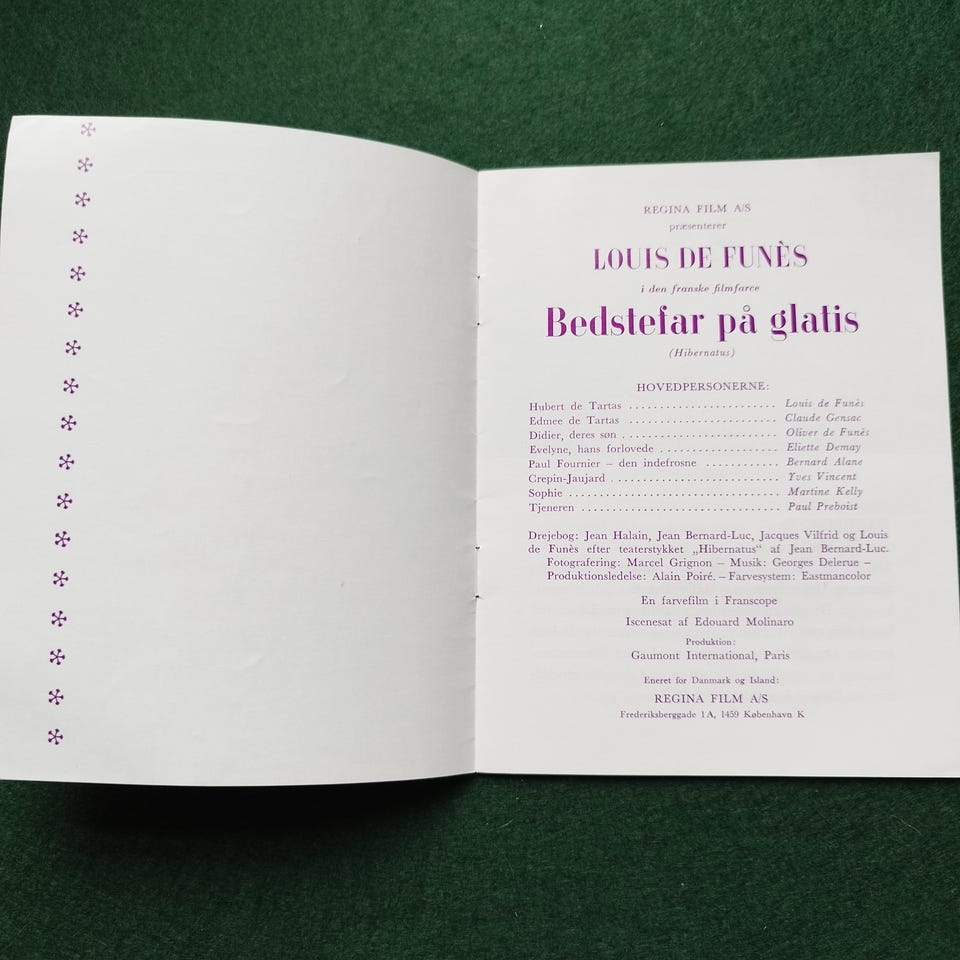 REGINA FILM A/S
præsenterer
LOUIS DE FUNÈS
i den franske filmfarce
Bedstefar på glatis
(Hibernatus)
HOVEDPERSONERNE:
Hubert de Tartas ........................ Louis de Funès
Edmee de Tartas ........................ Claude Gensac
Didier, deres søn ......................... Oliver de Funès
Evelyne, hans forlovede ................... Eliette Demay
Paul Fournier – den indefrosne ............ Bernard Alane
Crepin-Jaujard ........................... Yves Vincent
Sophie .................................. Martine Kelly
Tjeneren ................................ Paul Preboist
Drejebog: Jean Halain, Jean Bernard-Luc, Jacques Vilfrid og Louis
de Funès efter teaterstykket „Hibernatus“ af Jean Bernard-Luc.
Fotografering: Marcel Grignon – Musik: Georges Delerue –
Produktionsledelse: Alain Poiré. – Farvesystem: Eastmancolor
En farvefilm i Franscope
Iscenesat af Edouard Molinaro
Produktion:
Gaumont International, Paris
Eneret for Danmark og Island:
REGINA FILM A/S
Frederiksberggade 1A, 1459 København K